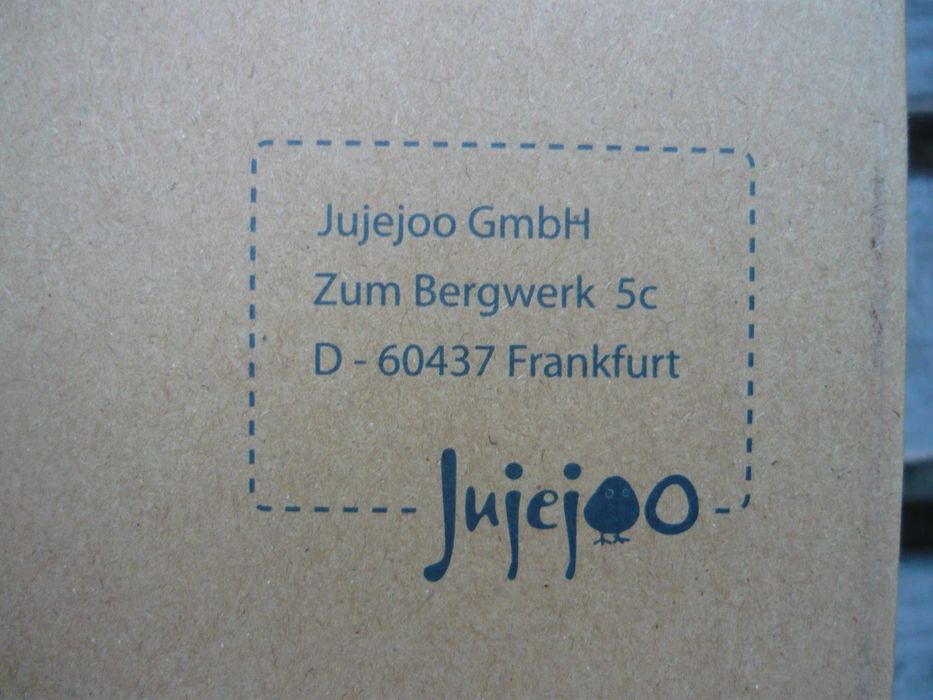 Jujejoo GmbH
Zum Bergwerk 5c
D - 60437 Frankfurt
Jujejoo